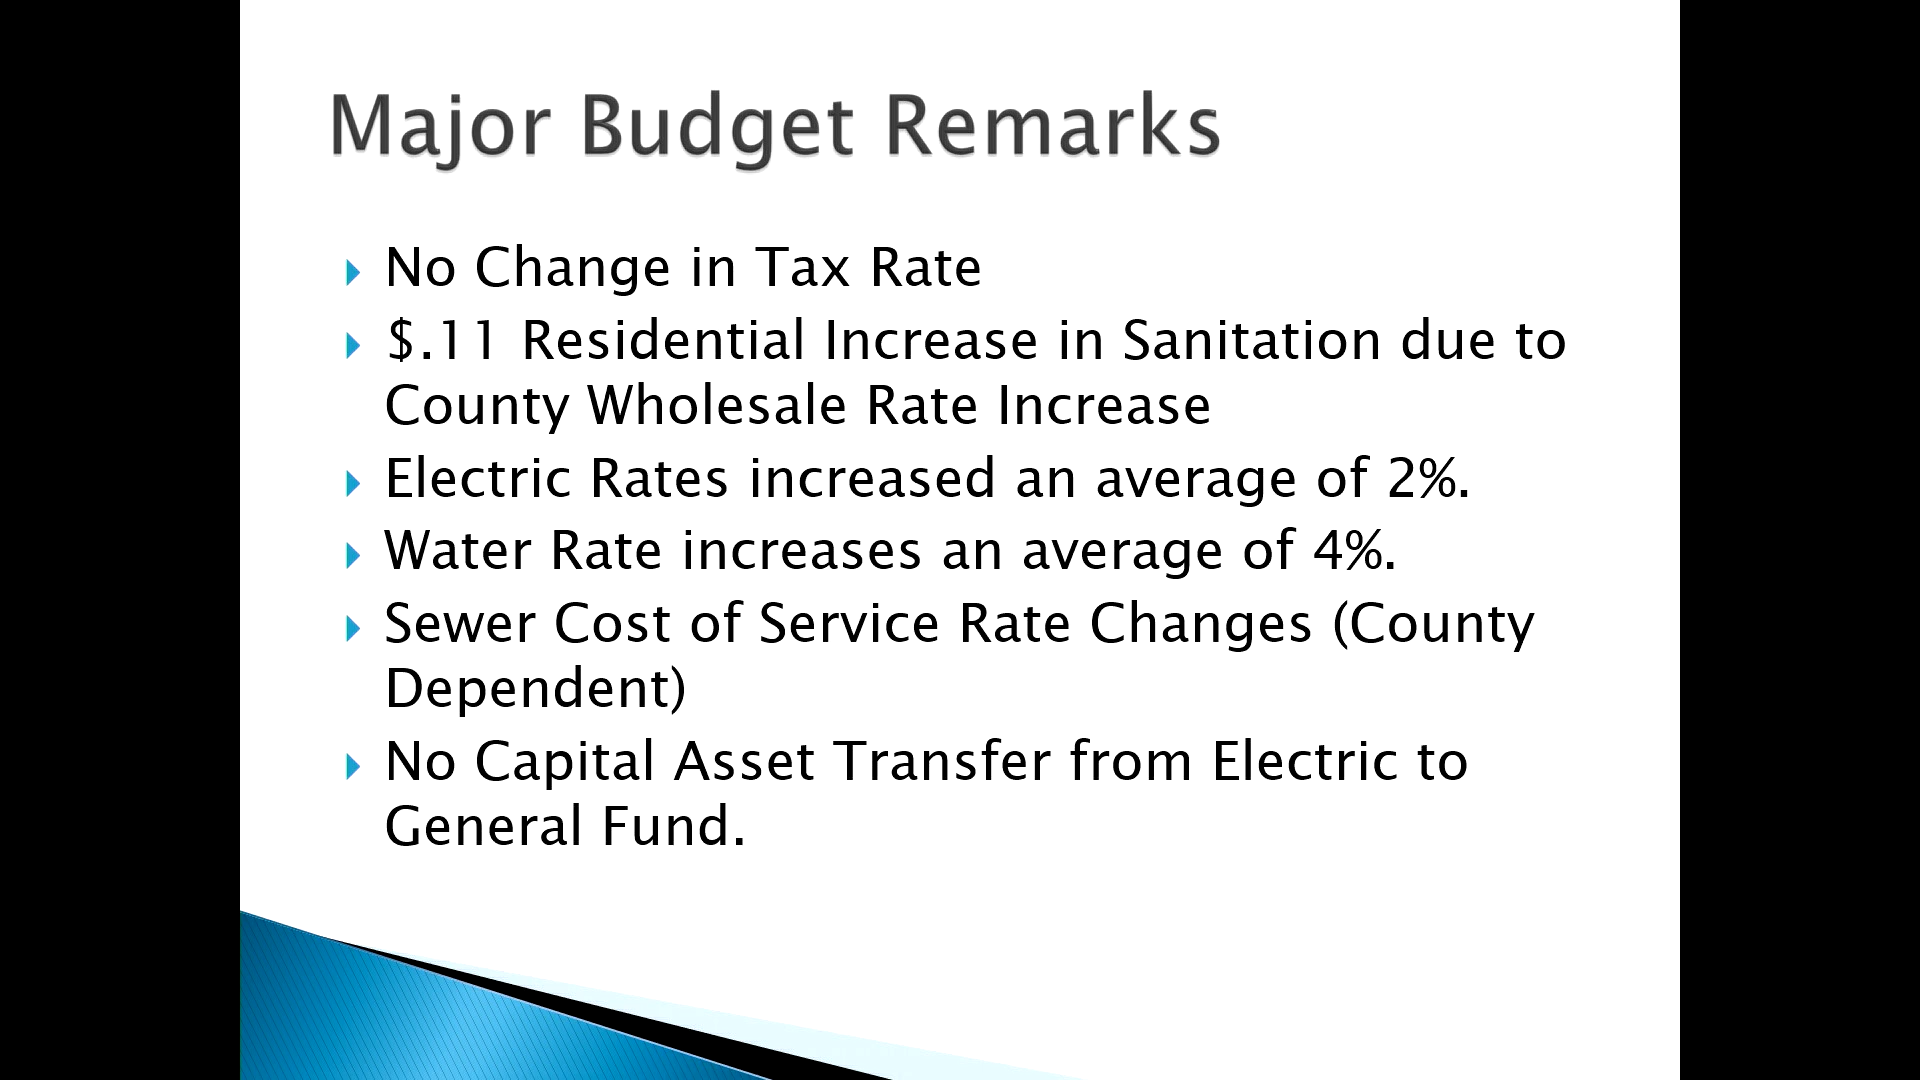 Major Budget Remarks
No Change in Tax Rate
$.11 Residential Increase in Sanitation due to
County Wholesale Rate Increase
Electric Rates increased an average of 2%.
Water Rate increases an average of 4%.
Sewer Cost of Service Rate Changes (County
Dependent)
No Capital Asset Transfer from Electric to
General Fund.